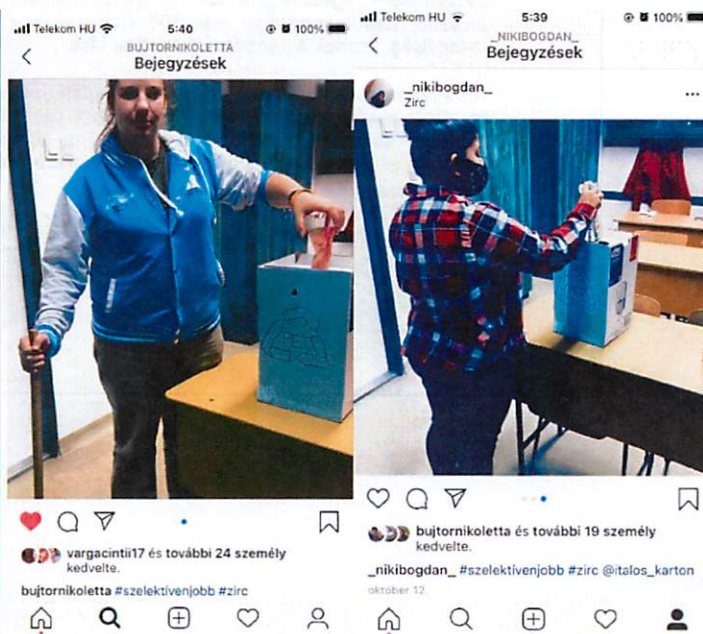 Telekom HU 5:40 100%
BUJTORNIKOLETTA
Bejegyzések
vargacintii17 és további 24 személy
kedvelte.
bujtornikoletta #szelektívenjobb #zirc
Telekom HU 5:39 100%
_NIKIBOGDAN_
Bejegyzések
_nikibogdan_
Zirc
bujtornikoletta és további 19 személy
kedvelte.
_nikibogdan_ #szelektívenjobb #zirc @italos_karton
október 12.